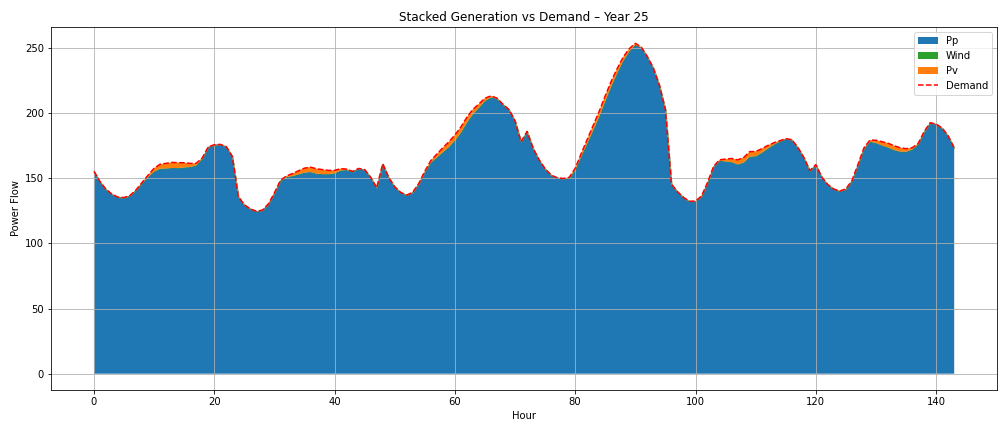 Stacked Generation vs Demand – Year 25
Pp
Wind
Pv
Demand
Power Flow
250
200
150
100
50
0
0 20 40 60 80 100 120 140
Hour